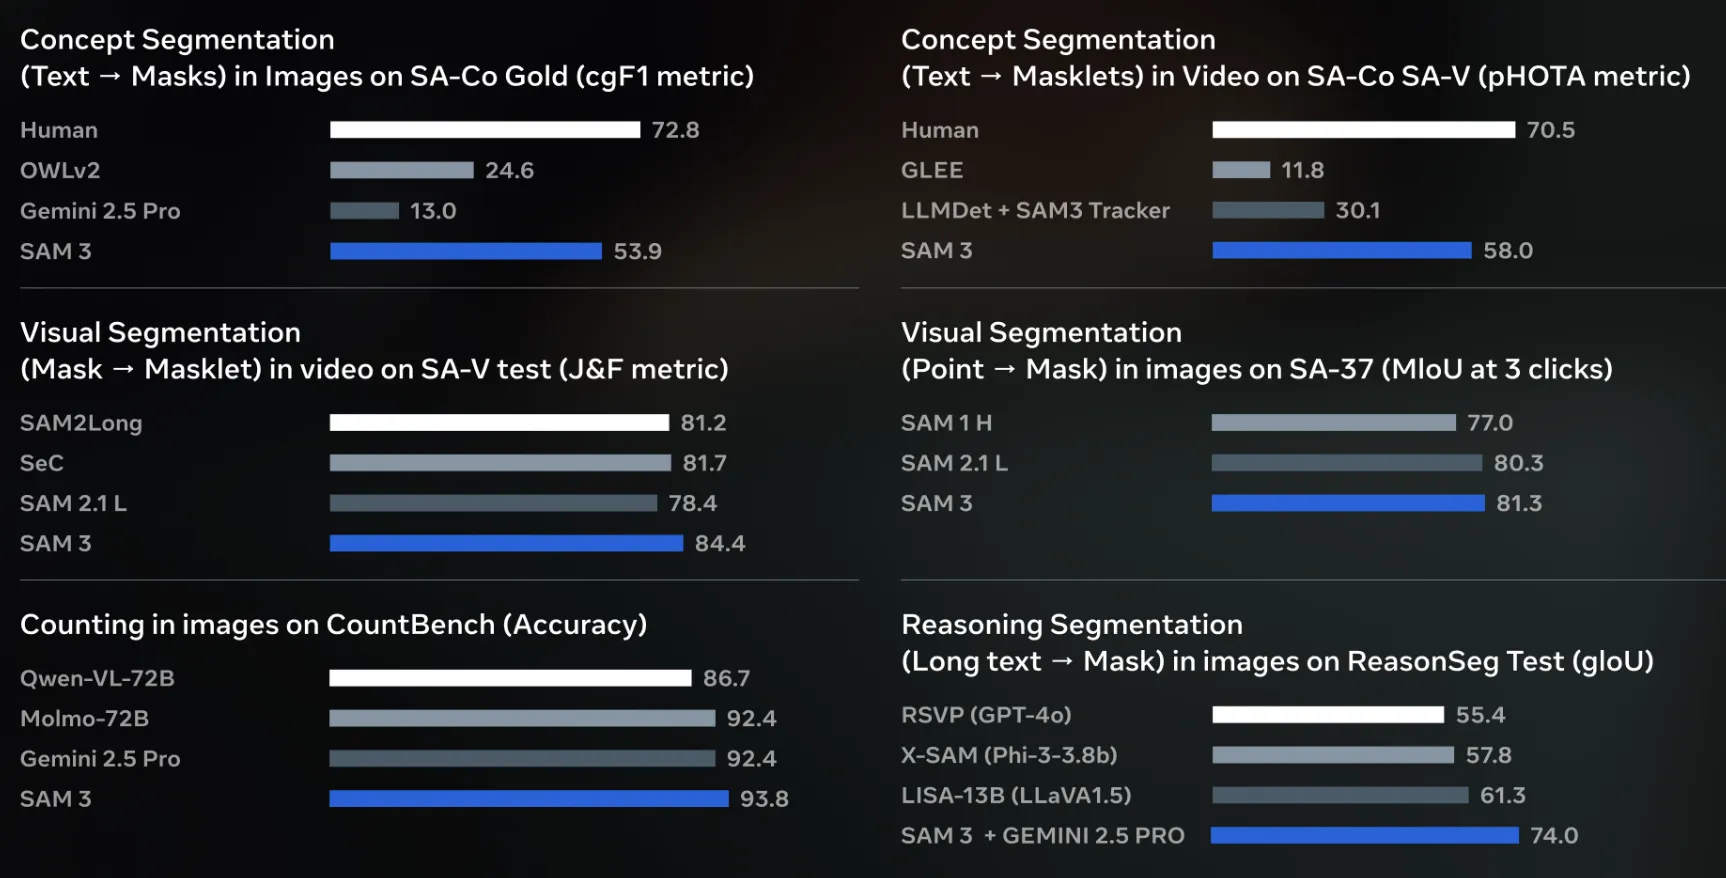 Concept Segmentation
(Text → Masks) in Images on SA-Co Gold (cgF1 metric)
Human 72.8
OWLv2 24.6
Gemini 2.5 Pro 13.0
SAM 3 53.9
Concept Segmentation
(Text → Masklets) in Video on SA-Co SA-V (pHOTA metric)
Human 70.5
GLEE 11.8
LLMDet + SAM3 Tracker 30.1
SAM 3 58.0
Visual Segmentation
(Mask → Masklet) in video on SA-V test (J&F metric)
SAM2Long 81.2
SeC 81.7
SAM 2.1 L 78.4
SAM 3 84.4
Visual Segmentation
(Point → Mask) in images on SA-37 (MIoU at 3 clicks)
SAM 1 H 77.0
SAM 2.1 L 80.3
SAM 3 81.3
Counting in images on CountBench (Accuracy)
Qwen-VL-72B 86.7
Molmo-72B 92.4
Gemini 2.5 Pro 92.4
SAM 3 93.8
Reasoning Segmentation
(Long text → Mask) in images on ReasonSeg Test (gIoU)
RSVP (GPT-4o) 55.4
X-SAM (Phi-3-3.8b) 57.8
LISA-13B (LLaVA1.5) 61.3
SAM 3 + GEMINI 2.5 PRO 74.0